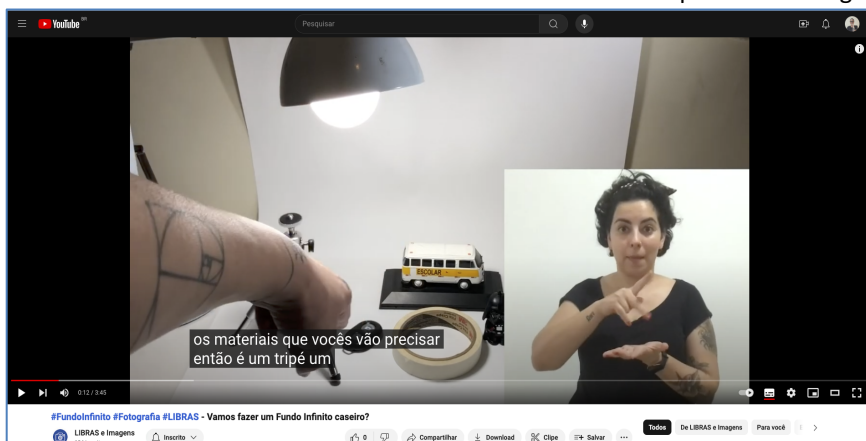 YouTube BR
Pesquisar
ESCOLAR
os materiais que vocês vão precisar
então é um tripé um
0:12 / 3:45
#FundoInfinito #Fotografia #LIBRAS - Vamos fazer um Fundo Infinito caseiro?
LIBRAS e Imagens
Inscrito
0
Compartilhar
Download
Clipe
Salvar
Todos
De LIBRAS e Imagens
Para você